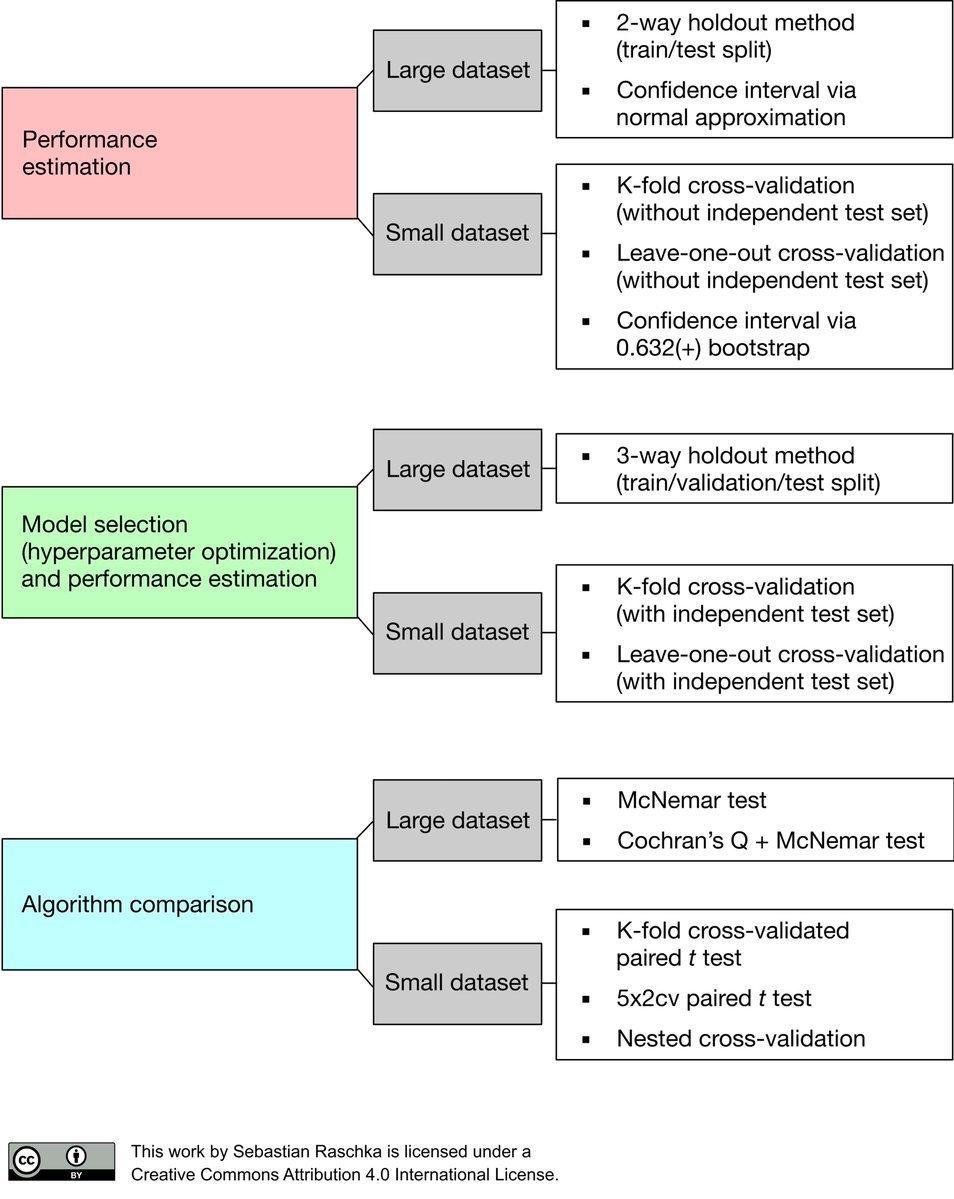 Performance
estimation
Large dataset
▪ 2-way holdout method
(train/test split)
▪ Confidence interval via
normal approximation
Small dataset
▪ K-fold cross-validation
(without independent test set)
▪ Leave-one-out cross-validation
(without independent test set)
▪ Confidence interval via
0.632(+) bootstrap
Model selection
(hyperparameter optimization)
and performance estimation
Large dataset
▪ 3-way holdout method
(train/validation/test split)
Small dataset
▪ K-fold cross-validation
(with independent test set)
▪ Leave-one-out cross-validation
(with independent test set)
Algorithm comparison
Large dataset
▪ McNemar test
▪ Cochran’s Q + McNemar test
Small dataset
▪ K-fold cross-validated
paired t test
▪ 5x2cv paired t test
▪ Nested cross-validation
cc
BY
This work by Sebastian Raschka is licensed under a
Creative Commons Attribution 4.0 International License.